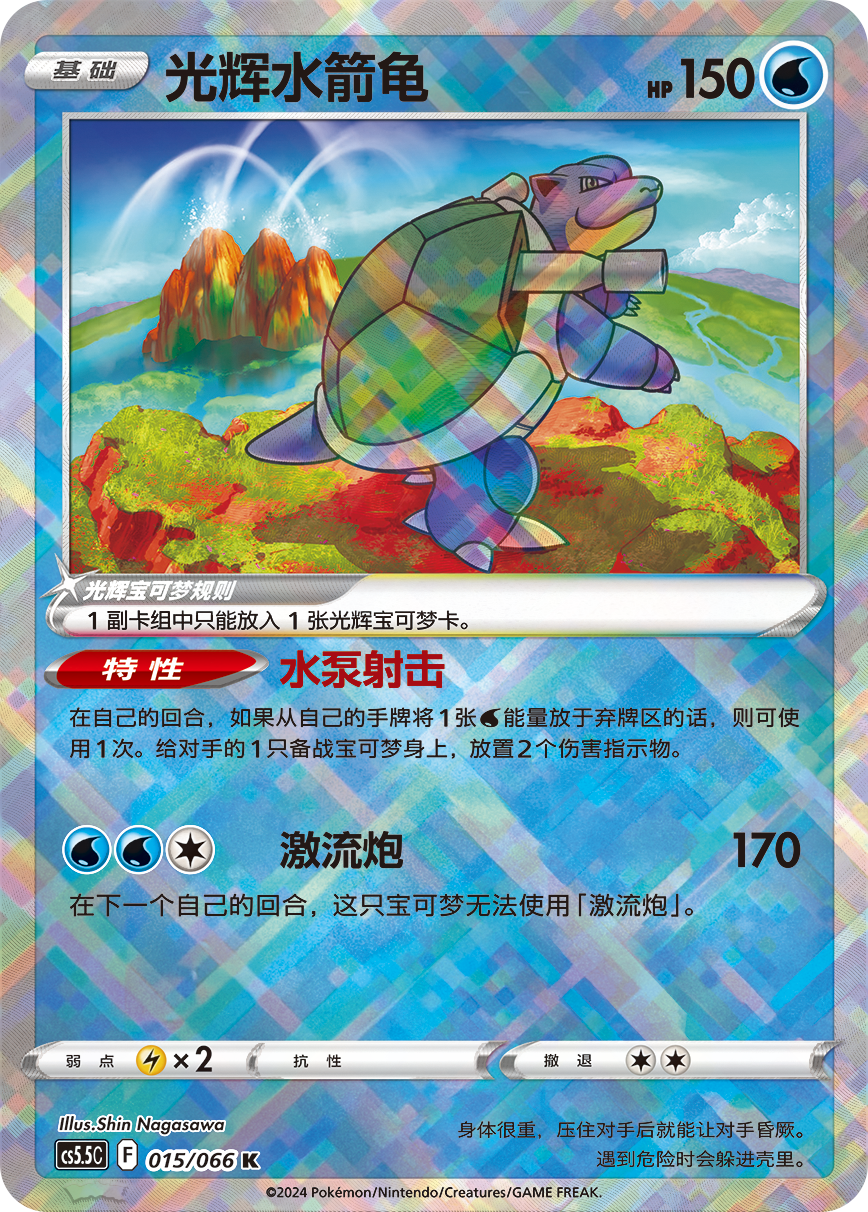 基础
光辉水箭龟
HP 150
光辉宝可梦规则
1 副卡组中只能放入 1 张光辉宝可梦卡。
特性 水泵射击
在自己的回合，如果从自己的手牌将1张能量放于弃牌区的话，则可使
用1次。给对手的1只备战宝可梦身上，放置2个伤害指示物。
激流炮 170
在下一个自己的回合，这只宝可梦无法使用「激流炮」。
弱点 ×2 抗性 撤退
Illus.Shin Nagasawa
身体很重，压住对手后就能让对手昏厥。
cs5.5C F 015/066 K
遇到危险时会躲进壳里。
©2024 Pokémon/Nintendo/Creatures/GAME FREAK.